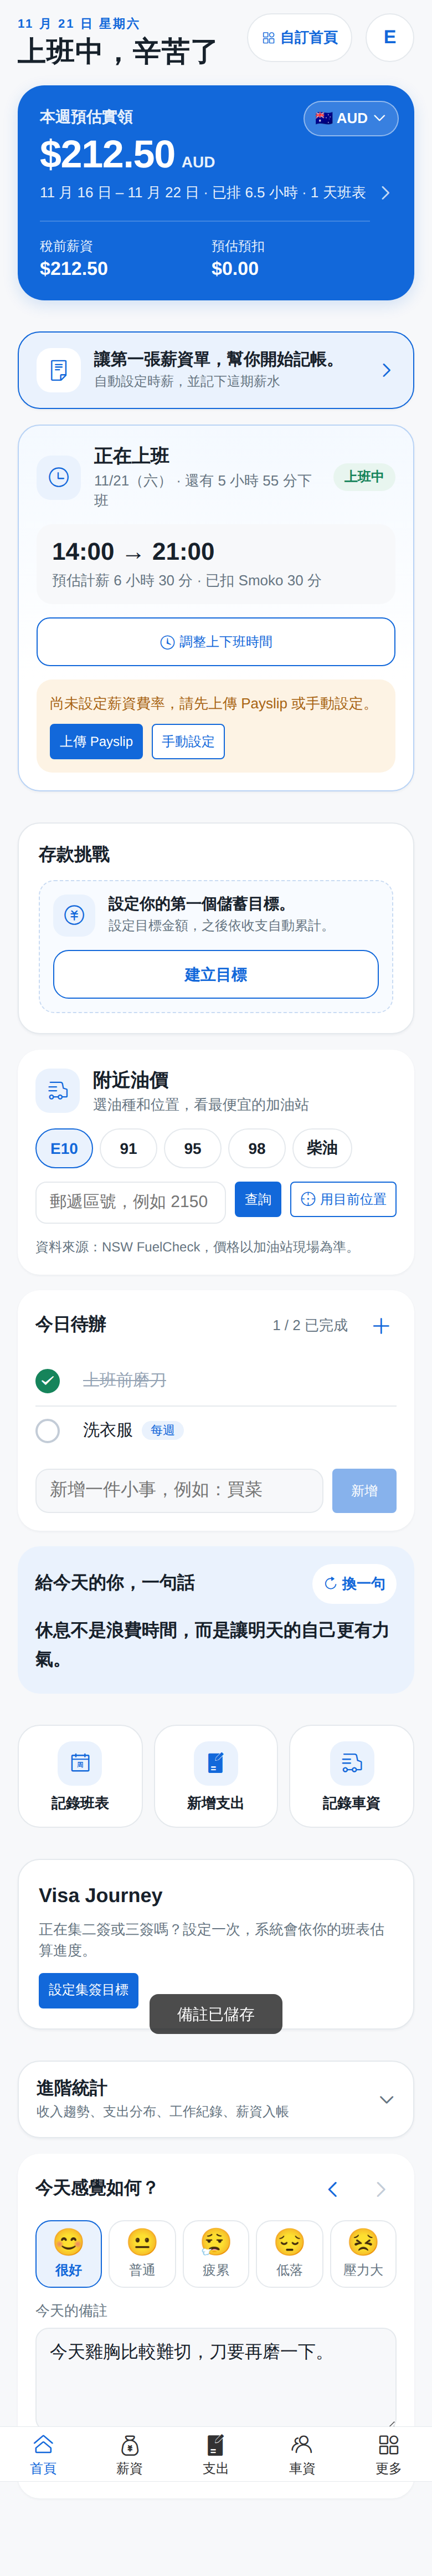 11 月 21 日 星期六
上班中，辛苦了
自訂首頁
E
本週預估實領
🇦🇺 AUD
$212.50 AUD
11 月 16 日 – 11 月 22 日 · 已排 6.5 小時 · 1 天班表
稅前薪資
預估預扣
$212.50
$0.00
讓第一張薪資單，幫你開始記帳。
自動設定時薪，並記下這期薪水
正在上班
11/21（六） · 還有 5 小時 55 分下
班
上班中
14:00 → 21:00
預估計薪 6 小時 30 分 · 已扣 Smoko 30 分
調整上下班時間
尚未設定薪資費率，請先上傳 Payslip 或手動設定。
上傳 Payslip
手動設定
存款挑戰
設定你的第一個儲蓄目標。
設定目標金額，之後依收支自動累計。
建立目標
附近油價
選油種和位置，看最便宜的加油站
E10
91
95
98
柴油
郵遞區號，例如 2150
查詢
用目前位置
資料來源：NSW FuelCheck，價格以加油站現場為準。
今日待辦
1 / 2 已完成
上班前磨刀
洗衣服
每週
新增一件小事，例如：買菜
新增
給今天的你，一句話
換一句
休息不是浪費時間，而是讓明天的自己更有力
氣。
記錄班表
新增支出
記錄車資
Visa Journey
正在集二簽或三簽嗎？設定一次，系統會依你的班表估
算進度。
設定集簽目標
備註已儲存
進階統計
收入趨勢、支出分布、工作紀錄、薪資入帳
今天感覺如何？
很好
普通
疲累
低落
壓力大
今天的備註
今天雞胸比較難切，刀要再磨一下。
首頁
薪資
支出
車資
更多